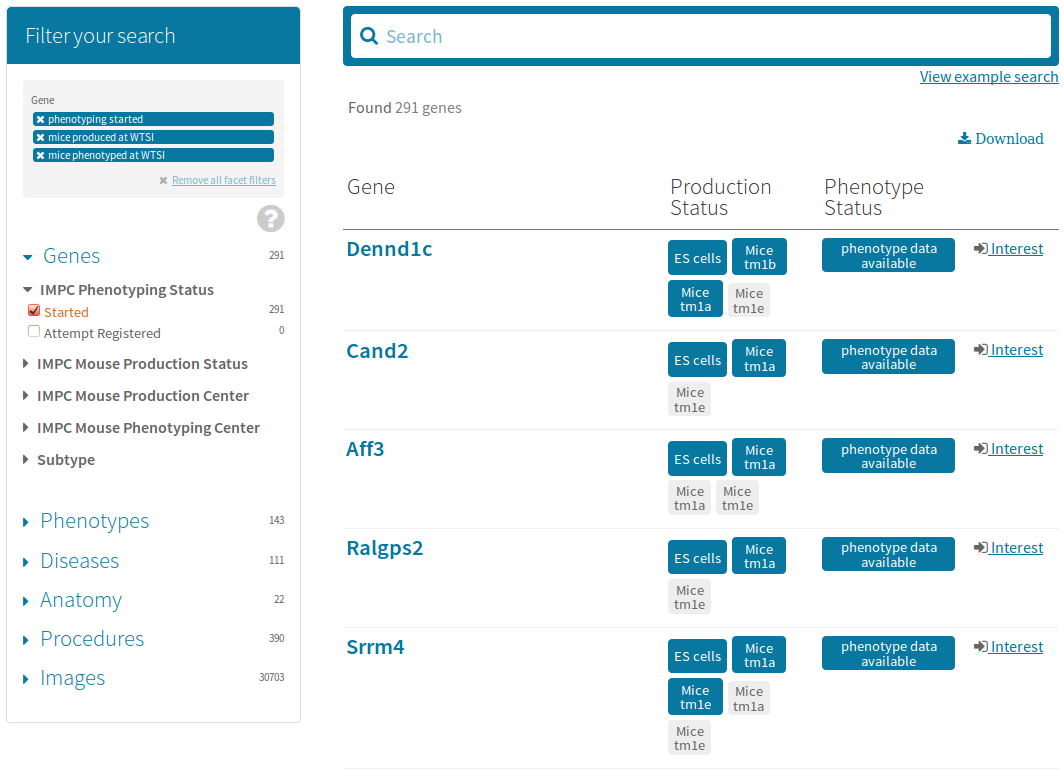 Filter your search
Gene
phenotyping started
mice produced at WTSI
mice phenotyped at WTSI
Remove all facet filters
?
Genes 291
IMPC Phenotyping Status
Started 291
Attempt Registered 0
IMPC Mouse Production Status
IMPC Mouse Production Center
IMPC Mouse Phenotyping Center
Subtype
Phenotypes 143
Diseases 111
Anatomy 22
Procedures 390
Images 30703
Search
View example search
Found 291 genes
Download
Gene
Production
Status
Phenotype
Status
Dennd1c
ES cells
Mice
tm1b
Mice
tm1a
Mice
tm1e
phenotype data
available
Interest
Cand2
ES cells
Mice
tm1a
Mice
tm1e
phenotype data
available
Interest
Aff3
ES cells
Mice
tm1a
Mice
tm1a
Mice
tm1e
phenotype data
available
Interest
Ralgps2
ES cells
Mice
tm1a
Mice
tm1e
phenotype data
available
Interest
Srrm4
ES cells
Mice
tm1a
Mice
tm1e
Mice
tm1a
Mice
tm1e
phenotype data
available
Interest